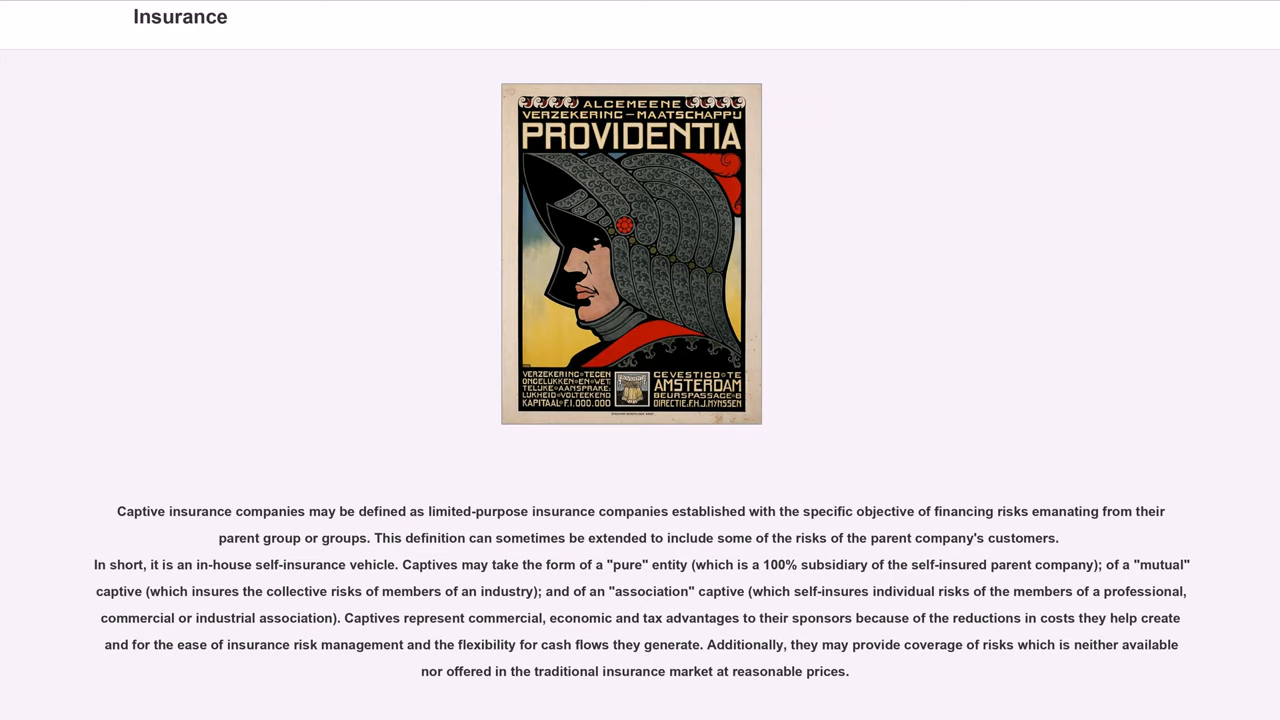 Insurance
ALGEMEENE
VERZEKERING-MAATSCHAPPIJ
PROVIDENTIA
VERZEKERING TEGEN
ONGELUKKEN EN WET
TELIJKE AANSPRAKE:
LIJKHEID VOLTEEKEND
KAPITAAL F.1.000.000
GEVESTIGD TE
AMSTERDAM
BEURSPASSAGE 8
DIRECTIE F.H.J. MYNSSEN
Captive insurance companies may be defined as limited-purpose insurance companies established with the specific objective of financing risks emanating from their
parent group or groups. This definition can sometimes be extended to include some of the risks of the parent company's customers.
In short, it is an in-house self-insurance vehicle. Captives may take the form of a "pure" entity (which is a 100% subsidiary of the self-insured parent company); of a "mutual"
captive (which insures the collective risks of members of an industry); and of an "association" captive (which self-insures individual risks of the members of a professional,
commercial or industrial association). Captives represent commercial, economic and tax advantages to their sponsors because of the reductions in costs they help create
and for the ease of insurance risk management and the flexibility for cash flows they generate. Additionally, they may provide coverage of risks which is neither available
nor offered in the traditional insurance market at reasonable prices.